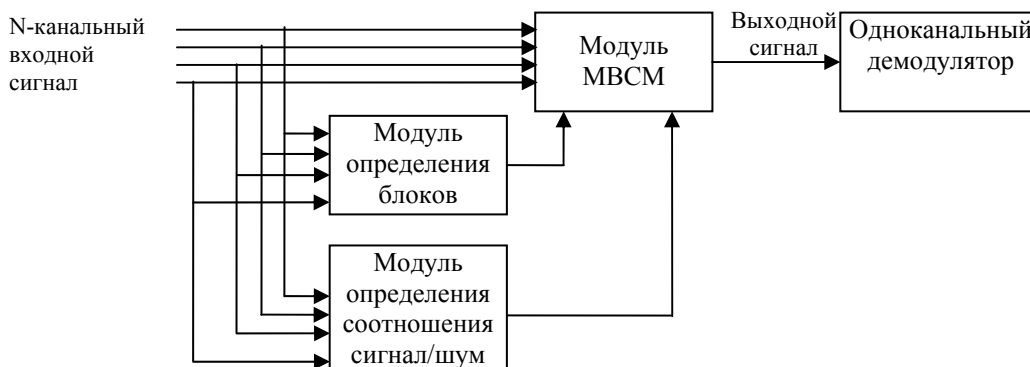 N-канальный
входной
сигнал
Модуль
МВСМ
Выходной
сигнал
Одноканальный
демодулятор
Модуль
определения
блоков
Модуль
определения
соотношения
сигнал/шум